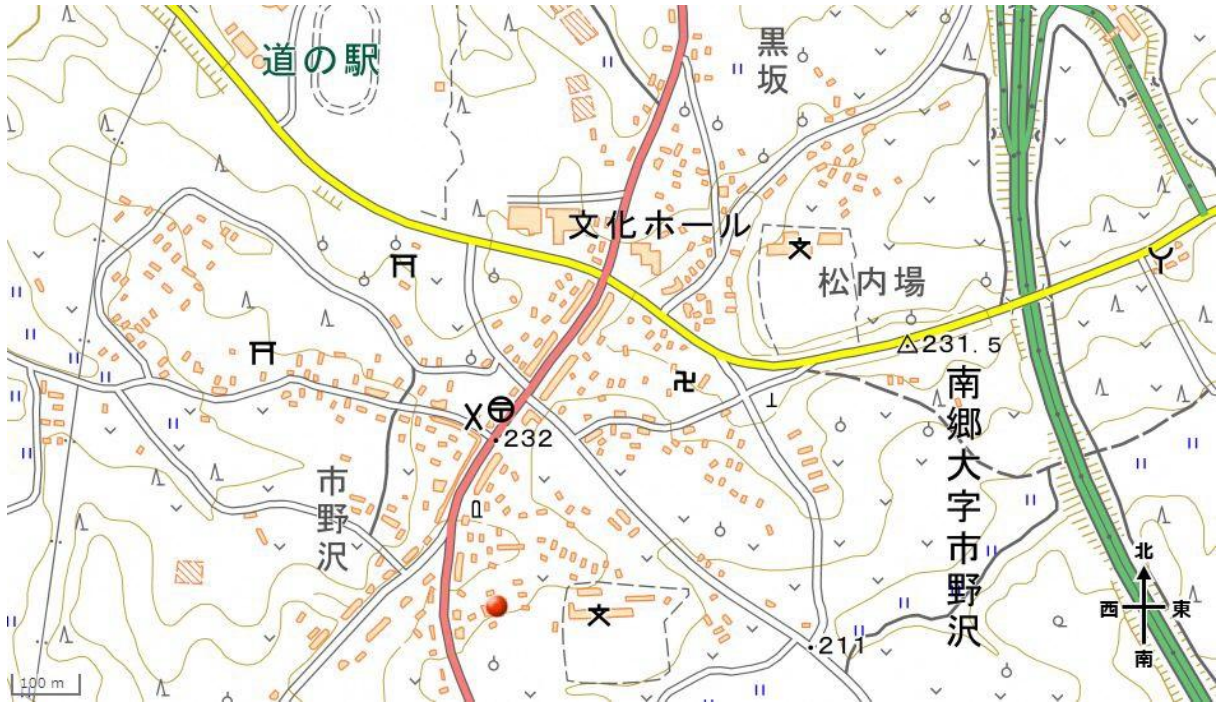 道の駅
黒坂
文化ホール
松内場
231.5
南郷大字市野沢
232
市野沢
211
北
西
東
南
100 m